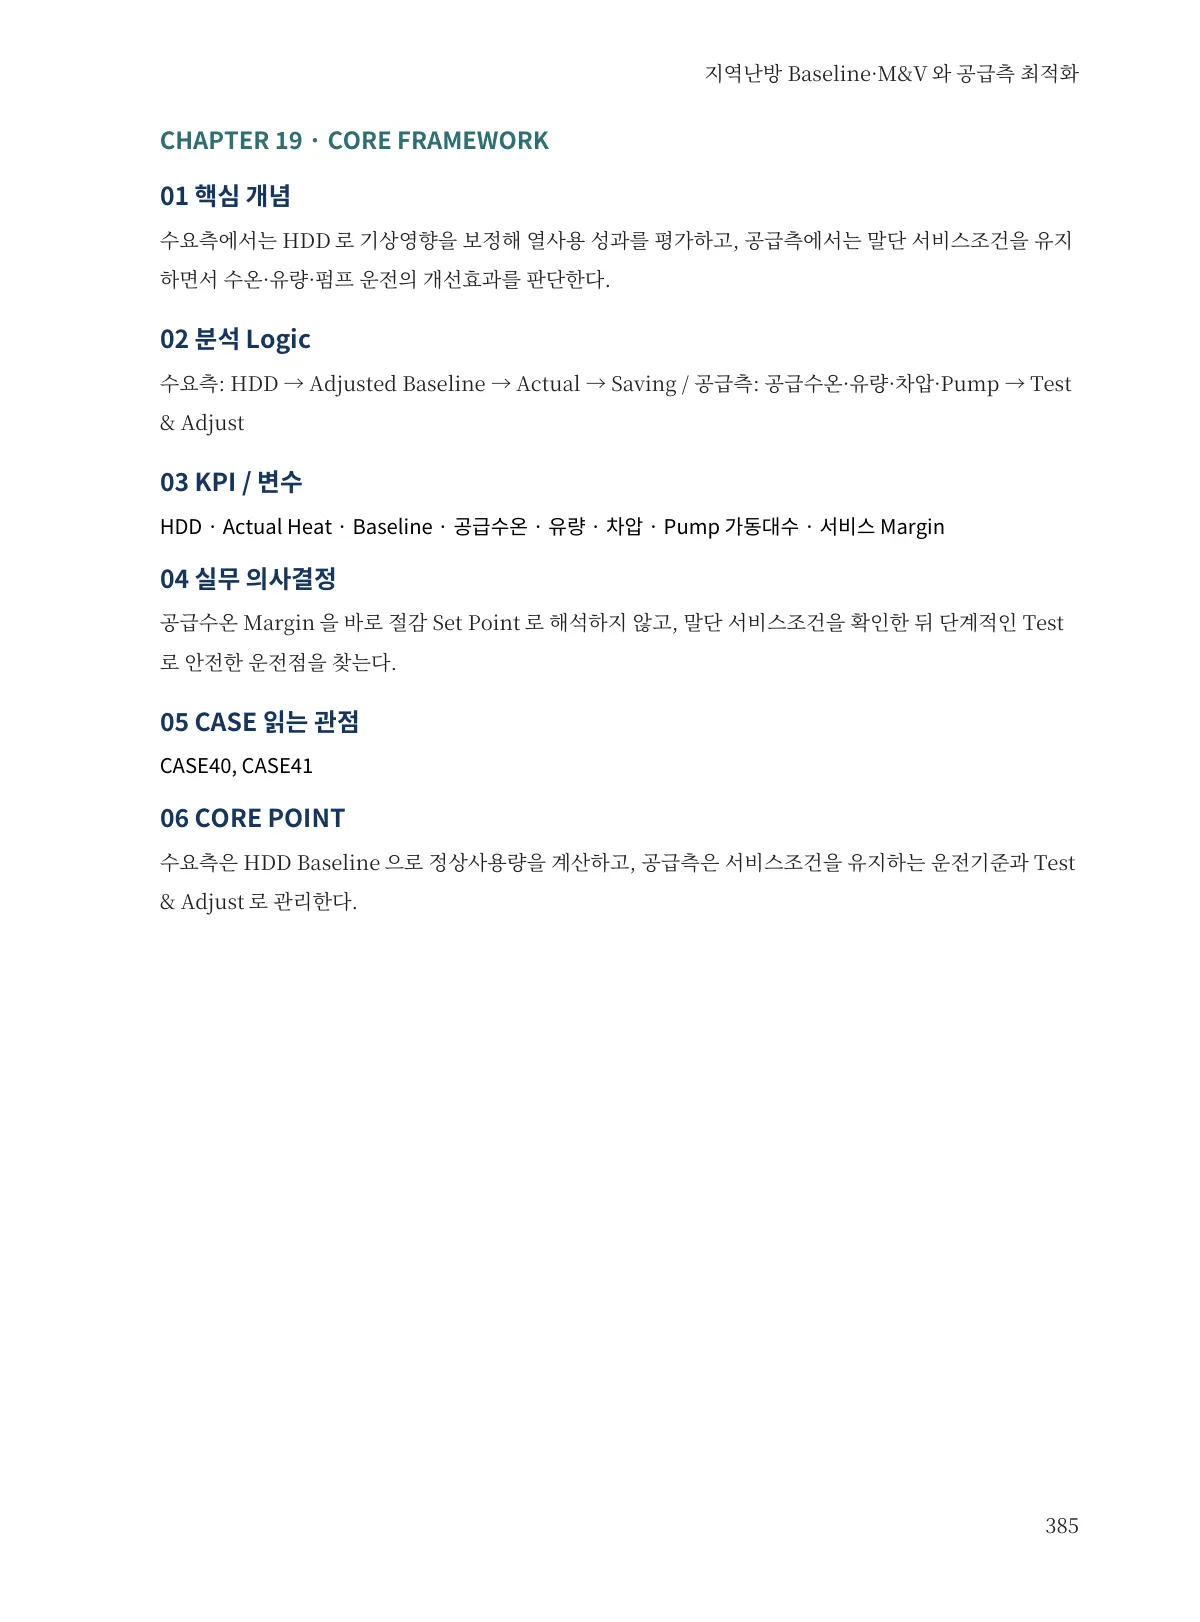 지역난방 Baseline·M&V 와 공급측 최적화
CHAPTER 19 · CORE FRAMEWORK
01 핵심 개념
수요측에서는 HDD 로 기상영향을 보정해 열사용 성과를 평가하고, 공급측에서는 말단 서비스조건을 유지
하면서 수온·유량·펌프 운전의 개선효과를 판단한다.
02 분석 Logic
수요측: HDD → Adjusted Baseline → Actual → Saving / 공급측: 공급수온·유량·차압·Pump → Test
& Adjust
03 KPI / 변수
HDD · Actual Heat · Baseline · 공급수온 · 유량 · 차압 · Pump 가동대수 · 서비스 Margin
04 실무 의사결정
공급수온 Margin 을 바로 절감 Set Point 로 해석하지 않고, 말단 서비스조건을 확인한 뒤 단계적인 Test
로 안전한 운전점을 찾는다.
05 CASE 읽는 관점
CASE40, CASE41
06 CORE POINT
수요측은 HDD Baseline 으로 정상사용량을 계산하고, 공급측은 서비스조건을 유지하는 운전기준과 Test
& Adjust 로 관리한다.
385